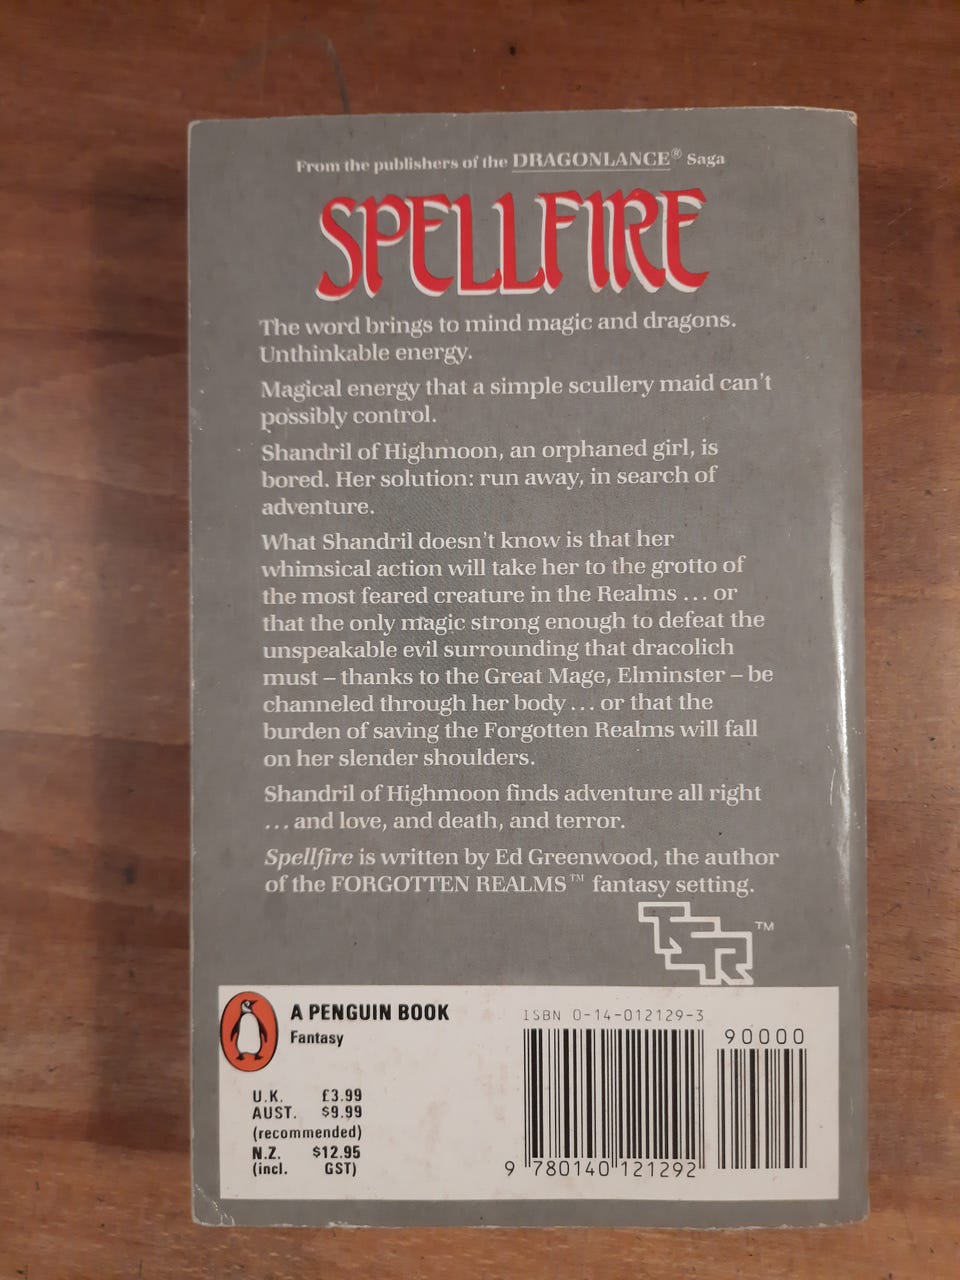 From the publishers of the DRAGONLANCE® Saga
SPELLFIRE
The word brings to mind magic and dragons.
Unthinkable energy.
Magical energy that a simple scullery maid can't
possibly control.
Shandril of Highmoon, an orphaned girl, is
bored. Her solution: run away, in search of
adventure.
What Shandril doesn't know is that her
whimsical action will take her to the grotto of
the most feared creature in the Realms ... or
that the only magic strong enough to defeat the
unspeakable evil surrounding that dracolich
must – thanks to the Great Mage, Elminster – be
channeled through her body ... or that the
burden of saving the Forgotten Realms will fall
on her slender shoulders.
Shandril of Highmoon finds adventure all right
... and love, and death, and terror.
Spellfire is written by Ed Greenwood, the author
of the FORGOTTEN REALMS™ fantasy setting.
TSR™
A PENGUIN BOOK
Fantasy
U.K. £3.99
AUST. $9.99
(recommended)
N.Z. $12.95
(incl. GST)
ISBN 0-14-012129-3
90000
9 780140 121292